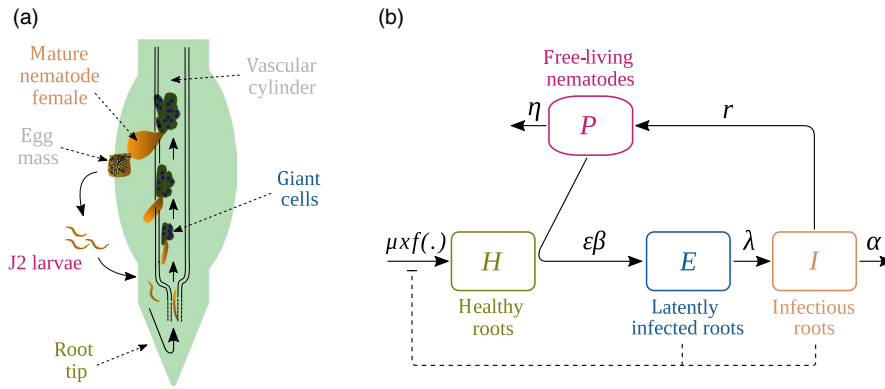 (a)
Mature
nematode
female
Vascular
cylinder
Egg
mass
Giant
cells
J2 larvae
Root
tip
(b)
Free-living
nematodes
η
P
r
μxf(.)
H
εβ
E
λ
I
α
Healthy
roots
Latently
infected roots
Infectious
roots